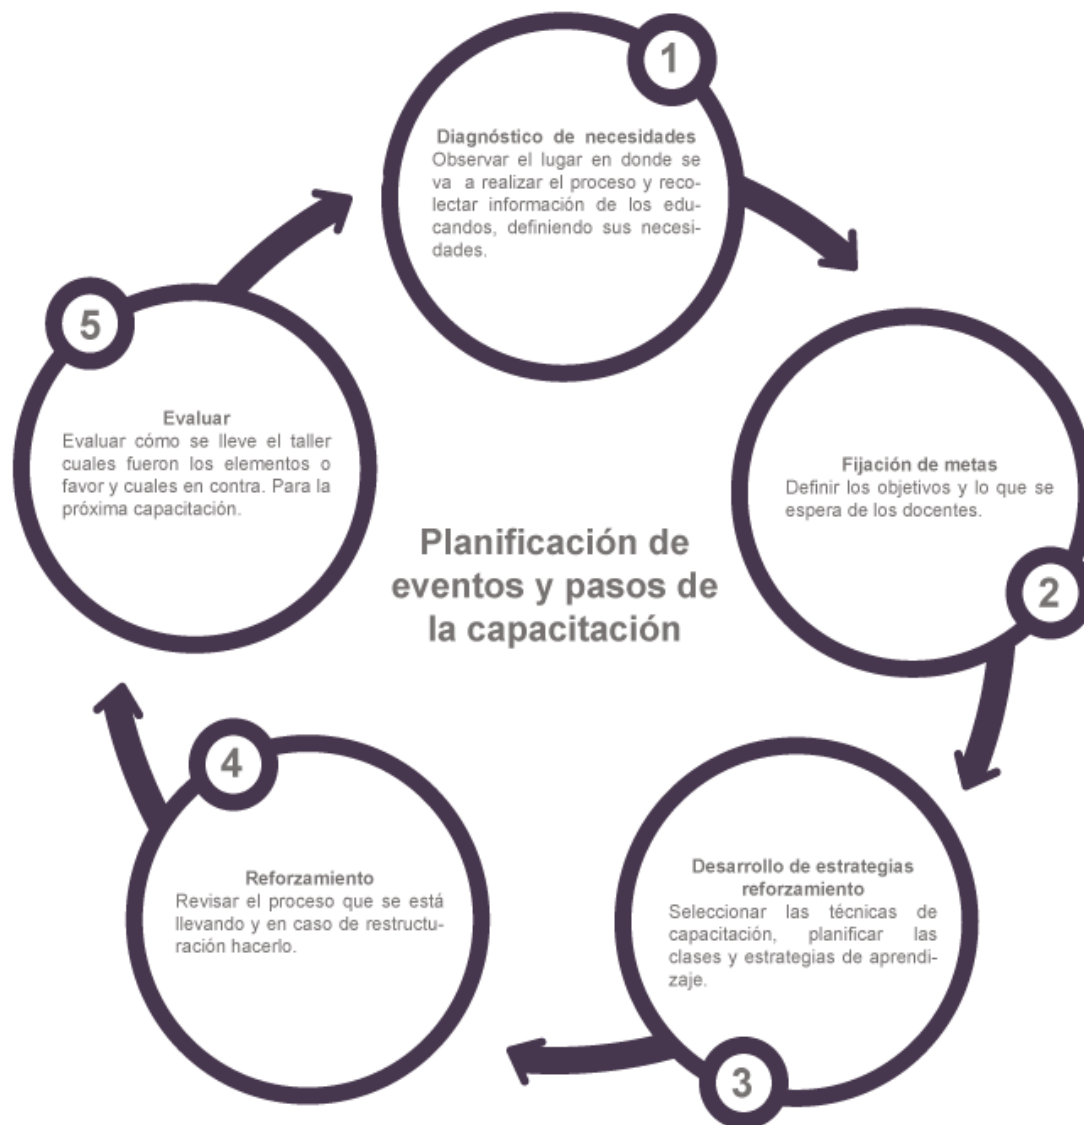 1
Diagnóstico de necesidades
Observar el lugar en donde se
va a realizar el proceso y reco-
lectar información de los edu-
candos, definiendo sus necesi-
dades.
2
Fijación de metas
Definir los objetivos y lo que se
espera de los docentes.
3
Desarrollo de estrategias
reforzamiento
Seleccionar las técnicas de
capacitación, planificar las
clases y estrategias de aprendi-
zaje.
4
Reforzamiento
Revisar el proceso que se está
llevando y en caso de restructu-
ración hacerlo.
5
Evaluar
Evaluar cómo se lleve el taller
cuales fueron los elementos o
favor y cuales en contra. Para la
próxima capacitación.
Planificación de
eventos y pasos de
la capacitación